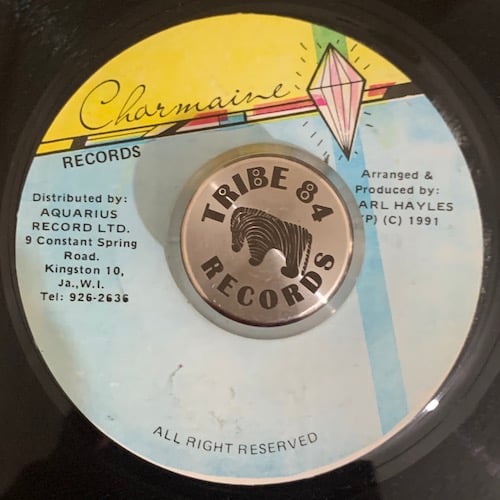 Charmaine
RECORDS
Distributed by:
AQUARIUS
RECORD LTD.
9 Constant Spring
Road.
Kingston 10,
Ja.,W.I.
Tel: 926-2636
TRIBE 84
RECORDS
Arranged &
Produced by:
ARL HAYLES
P) (C) 1991
ALL RIGHT RESERVED